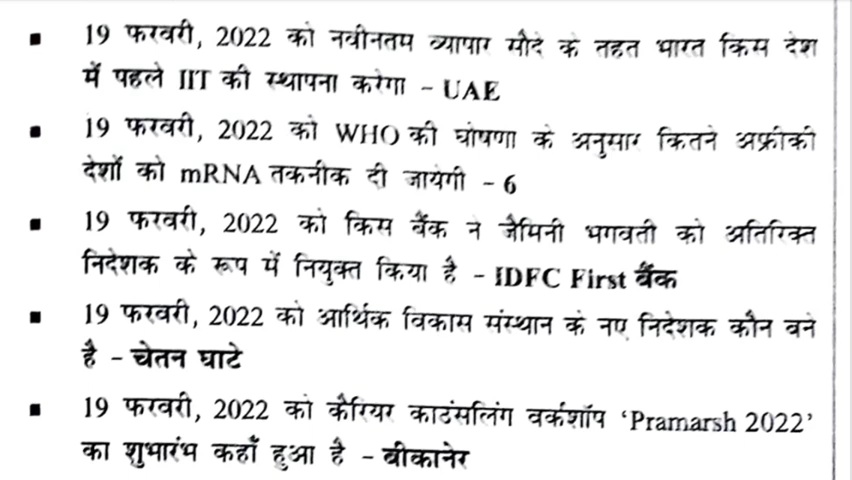 ▪ 19 फरवरी, 2022 को नवीनतम व्यापार सौदे के तहत भारत किस देश
में पहले IIT की स्थापना करेगा - UAE
▪ 19 फरवरी, 2022 को WHO की घोषणा के अनुसार कितने अफ्रीकी
देशों को mRNA तकनीक दी जायेगी - 6
▪ 19 फरवरी, 2022 को किस बैंक ने जैमिनी भगवती को अतिरिक्त
निदेशक के रूप में नियुक्त किया है - IDFC First बैंक
▪ 19 फरवरी, 2022 को आर्थिक विकास संस्थान के नए निदेशक कौन बने
है - चेतन घाटे
▪ 19 फरवरी, 2022 को कैरियर काउंसलिंग वर्कशॉप ‘Pramarsh 2022’
का शुभारंभ कहाँ हुआ है - बीकानेर